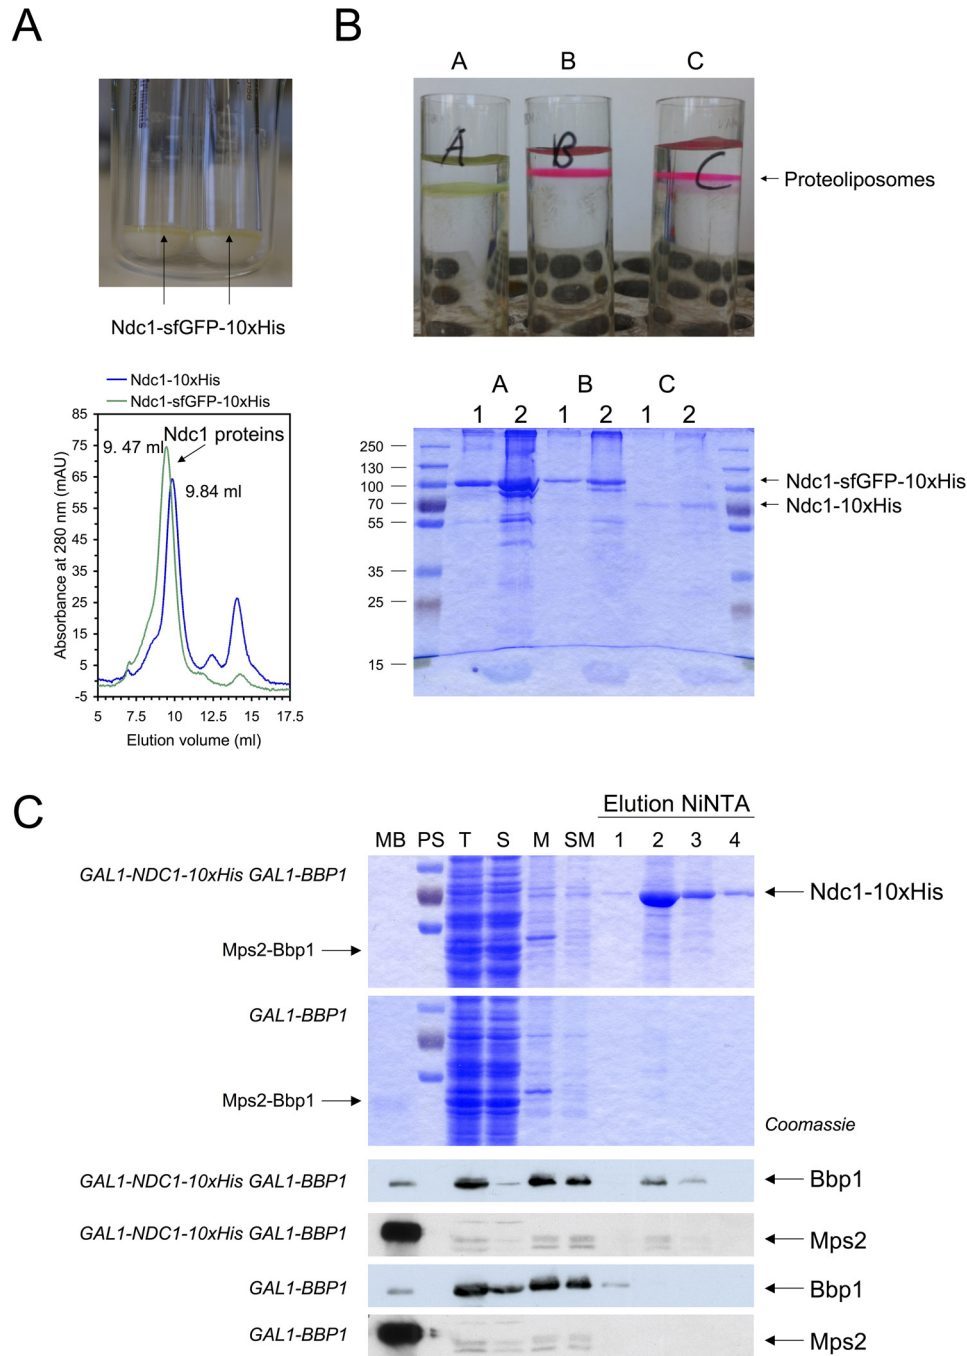 A
B
A B C
A B C
Proteoliposomes
Ndc1-sfGFP-10xHis
Ndc1-10xHis
Ndc1-sfGFP-10xHis
85
75
65
55
45
35
25
15
5
-5
Absorbance at 280 nm (mAU)
9. 47 ml
Ndc1 proteins
9.84 ml
5 7.5 10 12.5 15 17.5
Elution volume (ml)
A B C
1 2 1 2 1 2
250
130
100
70
55
35
25
15
Ndc1-sfGFP-10xHis
Ndc1-10xHis
C
Elution NiNTA
MB PS T S M SM 1 2 3 4
GAL1-NDC1-10xHis GAL1-BBP1
Ndc1-10xHis
Mps2-Bbp1
GAL1-BBP1
Mps2-Bbp1
Coomassie
GAL1-NDC1-10xHis GAL1-BBP1 Bbp1
GAL1-NDC1-10xHis GAL1-BBP1 Mps2
GAL1-BBP1 Bbp1
GAL1-BBP1 Mps2